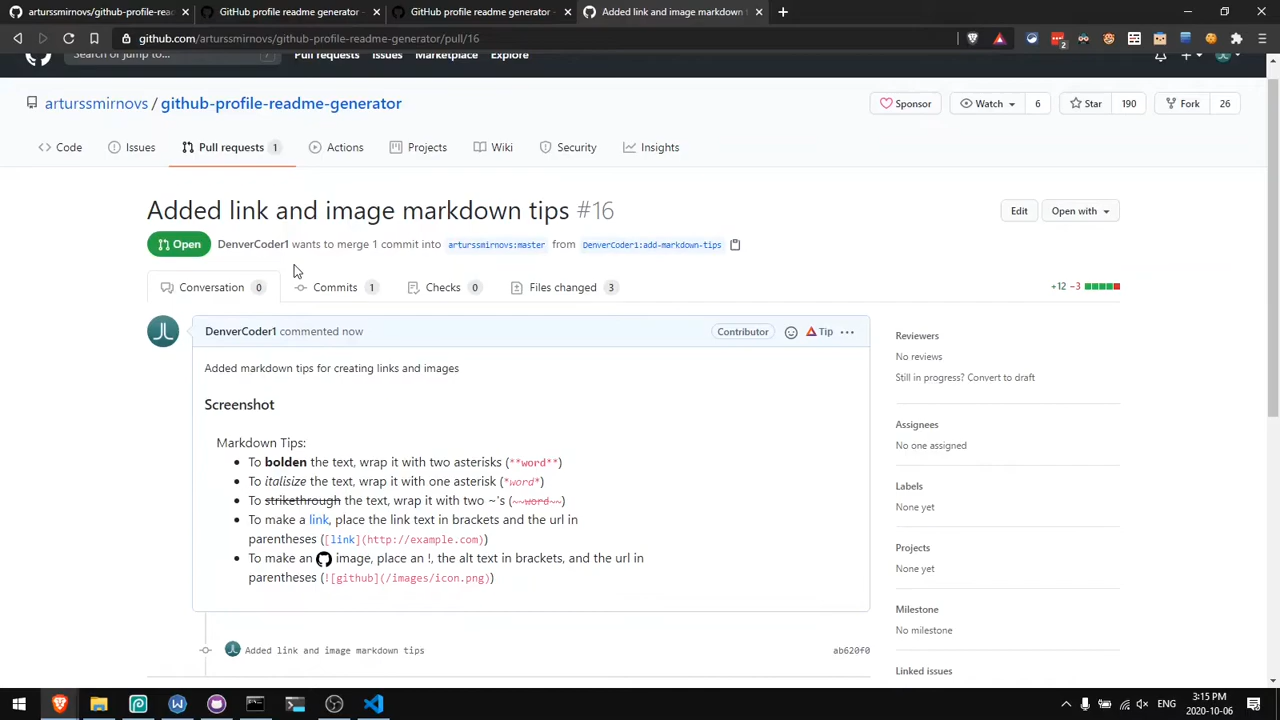 arturssmirnovs/github-profile-readm
GitHub profile readme generator -
GitHub profile readme generator -
Added link and image markdown t
github.com/arturssmirnovs/github-profile-readme-generator/pull/16
2
Search or jump to...
/
Pull requests
Issues
Marketplace
Explore
arturssmirnovs / github-profile-readme-generator
Sponsor
Watch
6
Star
190
Fork
26
Code
Issues
Pull requests 1
Actions
Projects
Wiki
Security
Insights
Added link and image markdown tips #16
Edit
Open with
Open
DenverCoder1 wants to merge 1 commit into arturssmirnovs:master from DenverCoder1:add-markdown-tips
Conversation 0
Commits 1
Checks 0
Files changed 3
+12 −3
JL
DenverCoder1 commented now
Contributor
Tip
Added markdown tips for creating links and images
Screenshot
Markdown Tips:
To bolden the text, wrap it with two asterisks (**word**)
To italisize the text, wrap it with one asterisk (*word*)
To strikethrough the text, wrap it with two ~'s (~~word~~)
To make a link, place the link text in brackets and the url in
parentheses ([link](http://example.com))
To make an image, place an !, the alt text in brackets, and the url in
parentheses (![github](/images/icon.png))
Added link and image markdown tips
ab620f0
Reviewers
No reviews
Still in progress? Convert to draft
Assignees
No one assigned
Labels
None yet
Projects
None yet
Milestone
No milestone
Linked issues
ENG
3:15 PM
2020-10-06